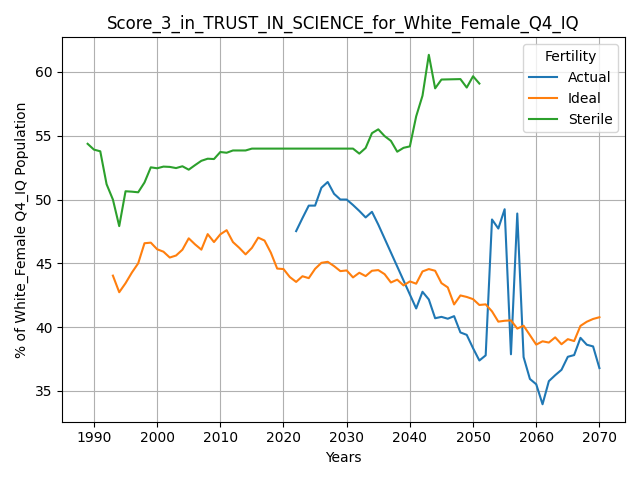 Score_3_in_TRUST_IN_SCIENCE_for_White_Female_Q4_IQ
Fertility
Actual
Ideal
Sterile
% of White_Female Q4_IQ Population
60
55
50
45
40
35
1990 2000 2010 2020 2030 2040 2050 2060 2070
Years